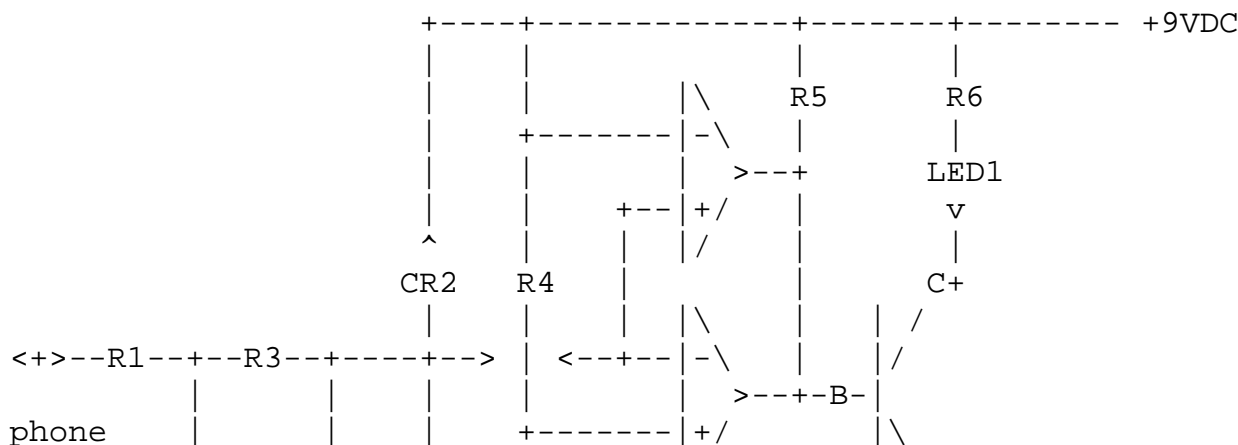 +----+-----------+------+------- +9VDC
R5 R6
+-------|-\
>--+ LED1
+--|+/ v
^
CR2 R4 C+
<+>--R1--+--R3--+----+--> | <--+--|-\
>--+-B-|
phone +-------|+/